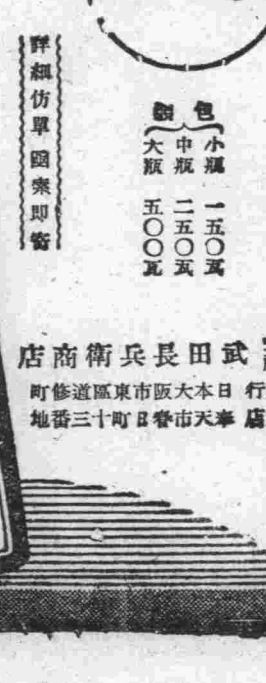 包
裝
小瓶 一五〇瓦
中瓶 二五〇瓦
大瓶 五〇〇瓦
詳細仿單 國索即寄
武田長兵衛商店
行 日本大阪市東區道修町
店 奉天市春日町十三番地